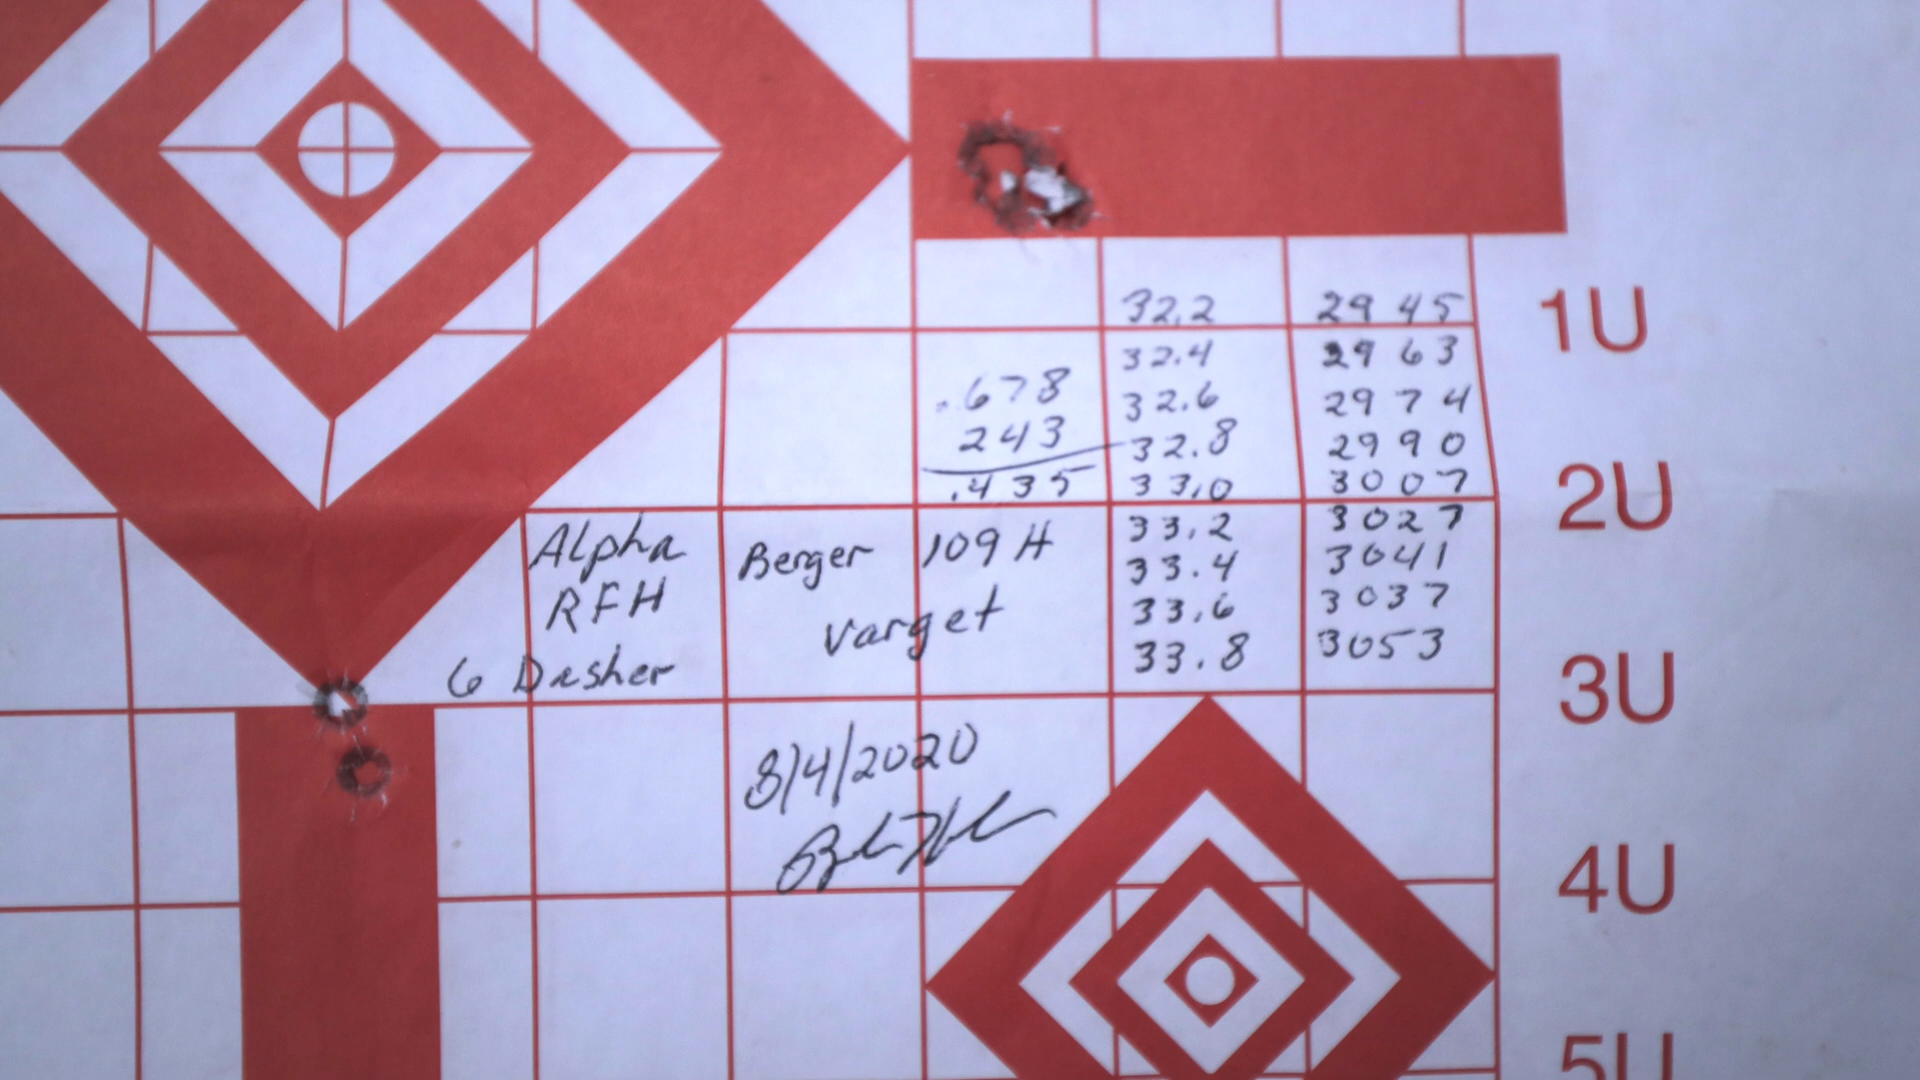 32.2 2945
32.4 2963
32.6 2974
32.8 2990
33.0 3007
33.2 3027
33.4 3041
33.6 3037
33.8 3053
.678
243
.435
Alpha
RFH
6 Dasher
Berger 109 H
Varget
8/4/2020
1U
2U
3U
4U
5U